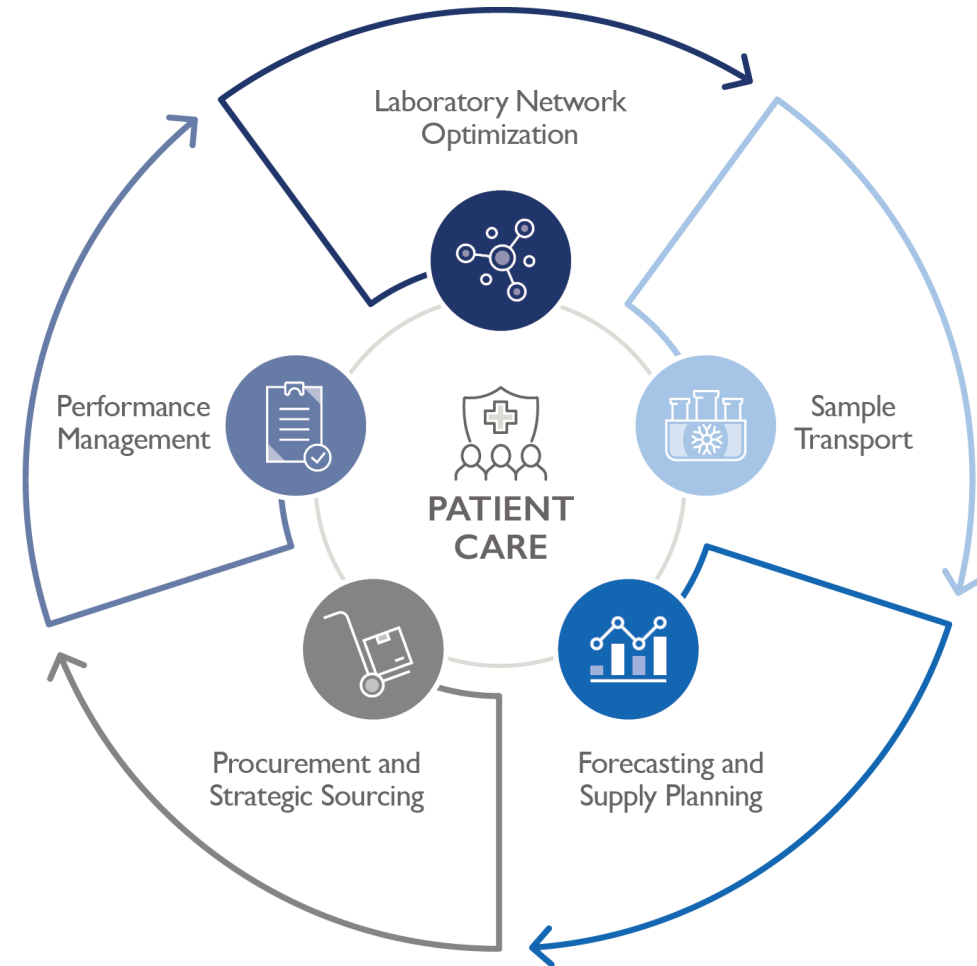 Laboratory Network
Optimization
Sample
Transport
Forecasting and
Supply Planning
Procurement and
Strategic Sourcing
Performance
Management
PATIENT
CARE